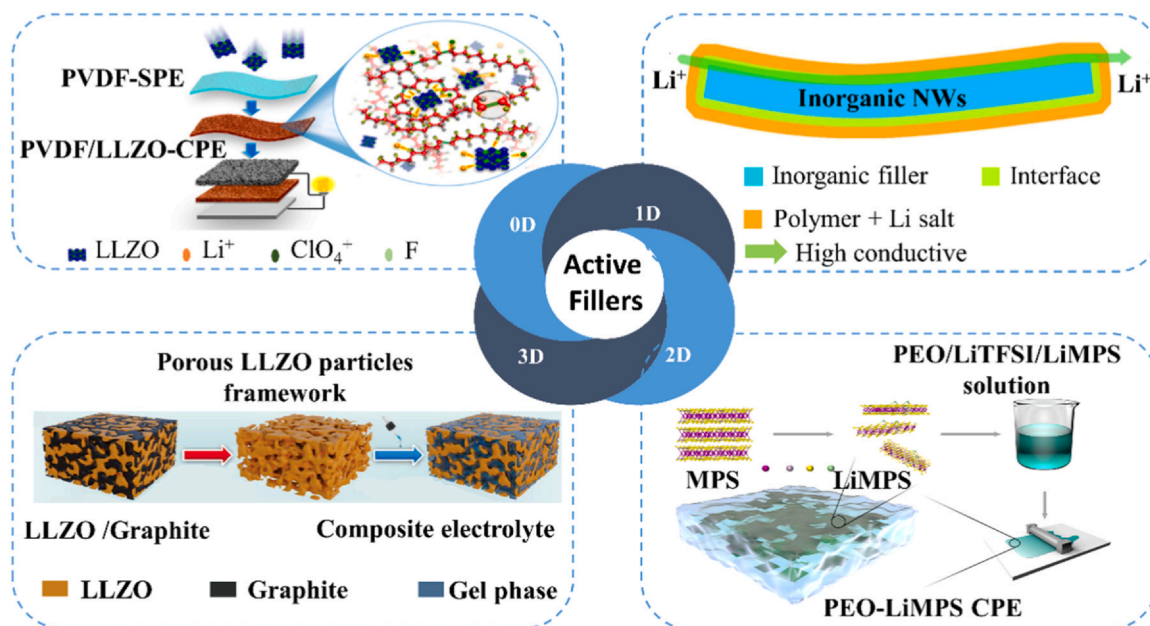 PVDF-SPE
PVDF/LLZO-CPE
LLZO Li⁺ ClO₄⁺ F
Li⁺ Inorganic NWs Li⁺
Inorganic filler Interface
Polymer + Li salt
High conductive
0D 1D
Active
Fillers
3D 2D
Porous LLZO particles
framework
LLZO /Graphite Composite electrolyte
LLZO Graphite Gel phase
PEO/LiTFSI/LiMPS
solution
MPS LiMPS
PEO-LiMPS CPE